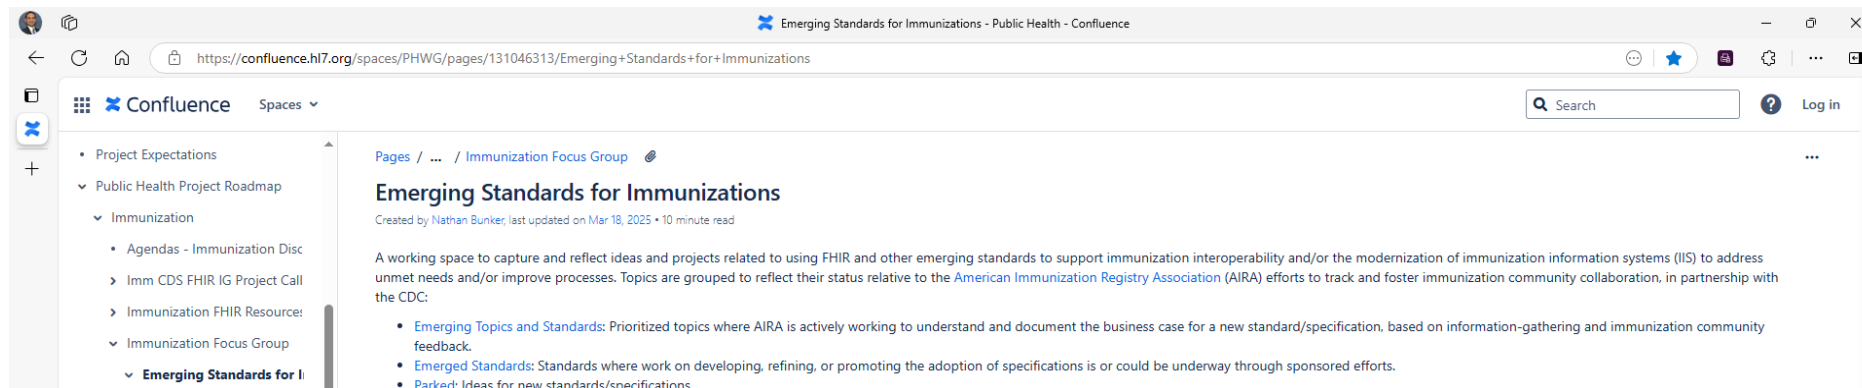 Emerging Standards for Immunizations - Public Health - Confluence
https://confluence.hl7.org/spaces/PHWG/pages/131046313/Emerging+Standards+for+Immunizations
Confluence Spaces Search Log in
Project Expectations
Public Health Project Roadmap
Immunization
Agendas - Immunization Disc
Imm CDS FHIR IG Project Call
Immunization FHIR Resources
Immunization Focus Group
Emerging Standards for I
Pages / ... / Immunization Focus Group
Emerging Standards for Immunizations
Created by Nathan Bunker, last updated on Mar 18, 2025 • 10 minute read
A working space to capture and reflect ideas and projects related to using FHIR and other emerging standards to support immunization interoperability and/or the modernization of immunization information systems (IIS) to address
unmet needs and/or improve processes. Topics are grouped to reflect their status relative to the American Immunization Registry Association (AIRA) efforts to track and foster immunization community collaboration, in partnership with
the CDC:
• Emerging Topics and Standards: Prioritized topics where AIRA is actively working to understand and document the business case for a new standard/specification, based on information-gathering and immunization community
feedback.
• Emerged Standards: Standards where work on developing, refining, or promoting the adoption of specifications is or could be underway through sponsored efforts.
• Parked: Ideas for new standards/specifications